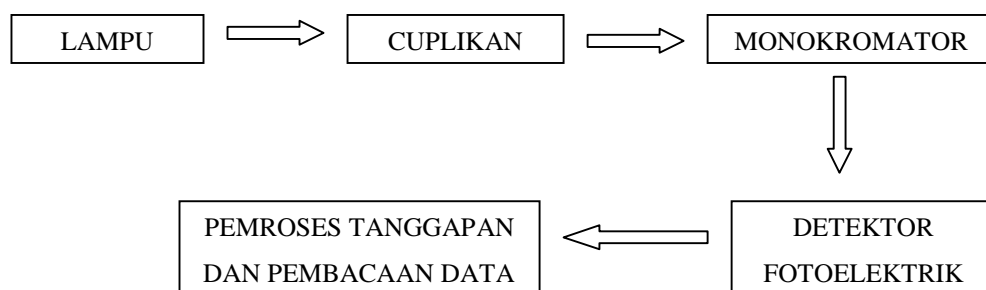 LAMPU
CUPLIKAN
MONOKROMATOR
DETEKTOR
FOTOELEKTRIK
PEMROSES TANGGAPAN
DAN PEMBACAAN DATA